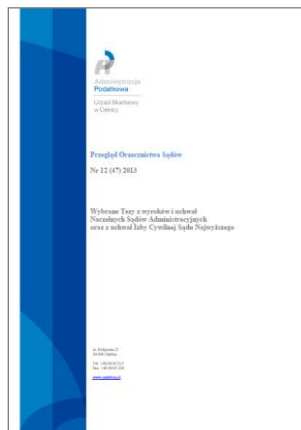 Administracja
Podatkowa
Urząd Skarbowy
w Dębicy
Przegląd Orzecznictwa Sądów
Nr 12 (47) 2013
Wybrane Tezy z wyroków i uchwał
Naczelnych Sądów Administracyjnych
oraz z uchwał Izby Cywilnej Sądu Najwyższego